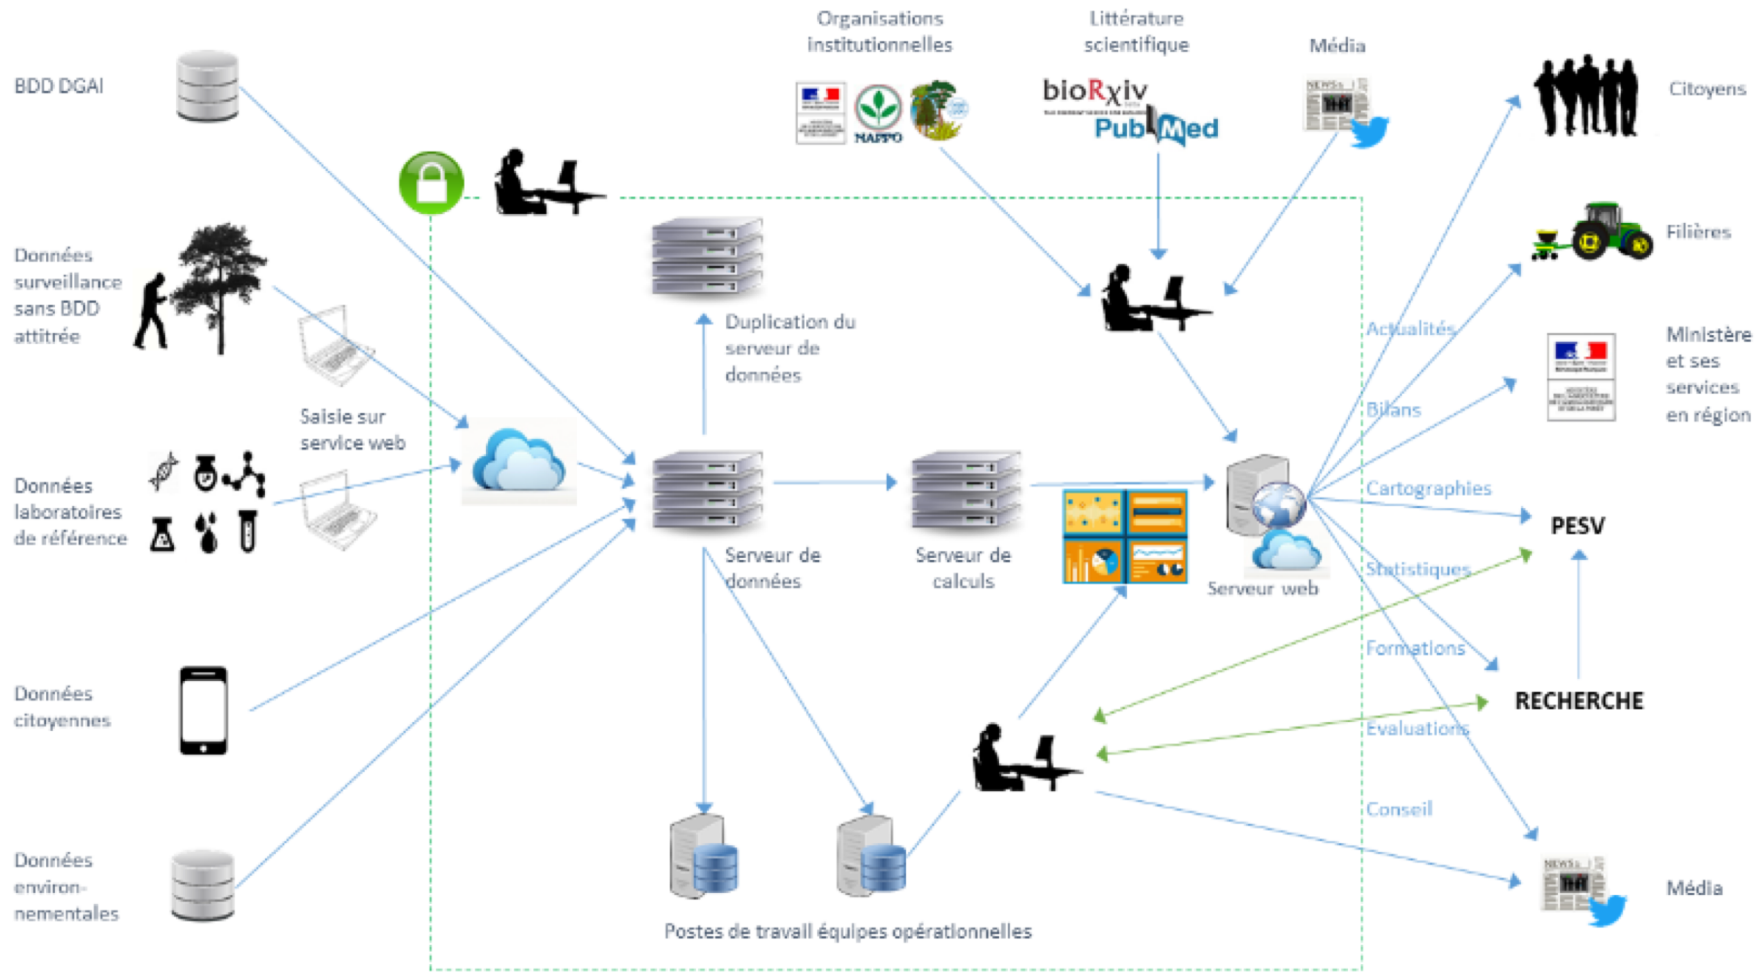 Organisations
institutionnelles
Littérature
scientifique
Média
BDD DGAl
bioRxiv
PubMed
NAPPO
NEWS
Citoyens
Données
surveillance
sans BDD
attitrée
Filières
Duplication du
serveur de
données
Actualités
Ministère
et ses
services
en région
Saisie sur
service web
Bilans
Données
laboratoires
de référence
Cartographies
PESV
Serveur de
données
Serveur de
calculs
Serveur web
Statistiques
Formations
Données
citoyennes
RECHERCHE
Evaluations
Conseil
Données
environ-
nementales
NEWS
Média
Postes de travail équipes opérationnelles